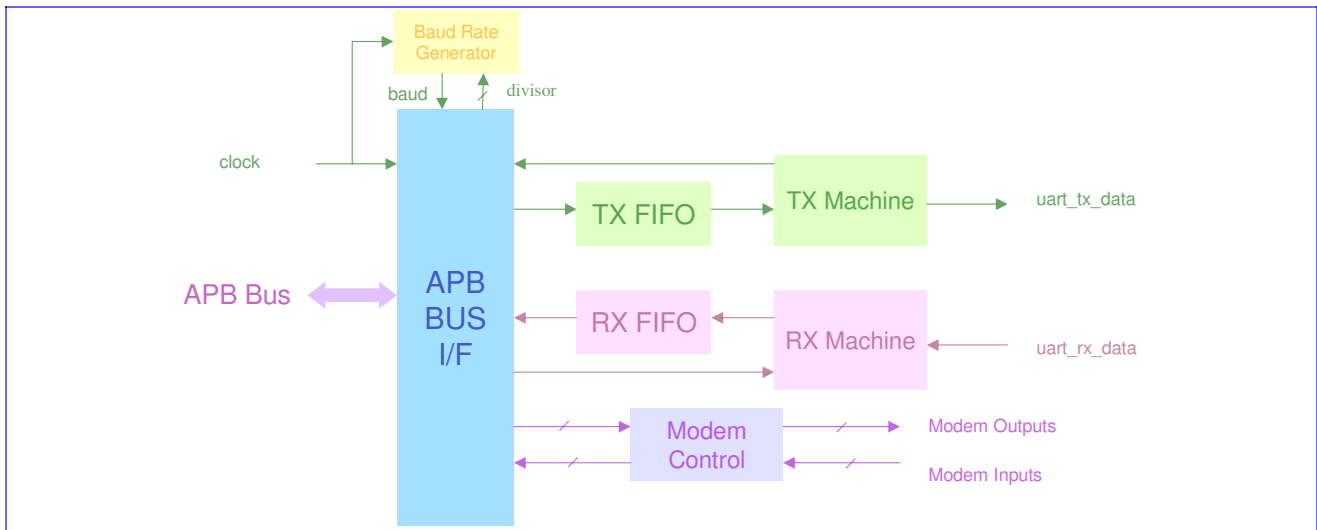 Baud Rate
Generator
baud
divisor
clock
TX FIFO
TX Machine
uart_tx_data
APB Bus
APB
BUS
I/F
RX FIFO
RX Machine
uart_rx_data
Modem
Control
Modem Outputs
Modem Inputs